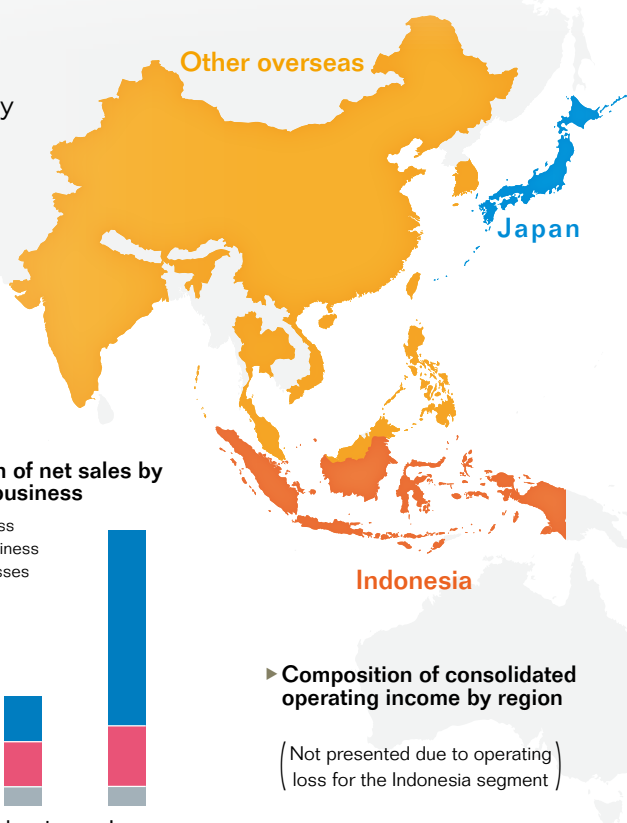 Other overseas
y
Japan
n of net sales by
business
ss
iness
sses
Indonesia
Composition of consolidated
operating income by region
(Not presented due to operating
loss for the Indonesia segment)